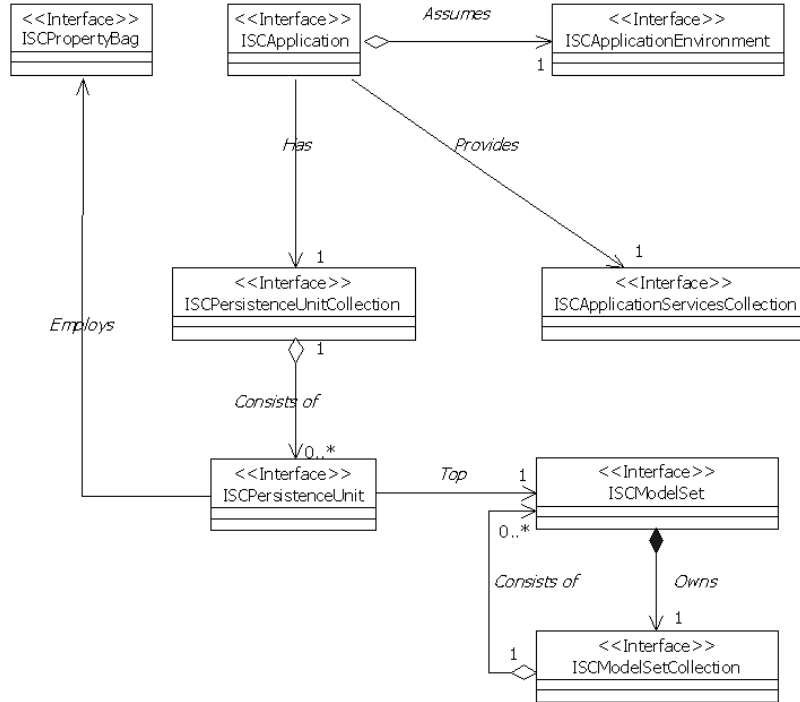 <<Interface>>
ISCPropertyBag
<<Interface>>
ISCApplication
Assumes
1
<<Interface>>
ISCApplicationEnvironment
Has
Provides
1
1
<<Interface>>
ISCPersistenceUnitCollection
<<Interface>>
ISCApplicationServicesCollection
Employs
1
Consists of
0..*
<<Interface>>
ISCPersistenceUnit
Top
1
<<Interface>>
ISCModelSet
0..*
Consists of
Owns
1
1
<<Interface>>
ISCModelSetCollection